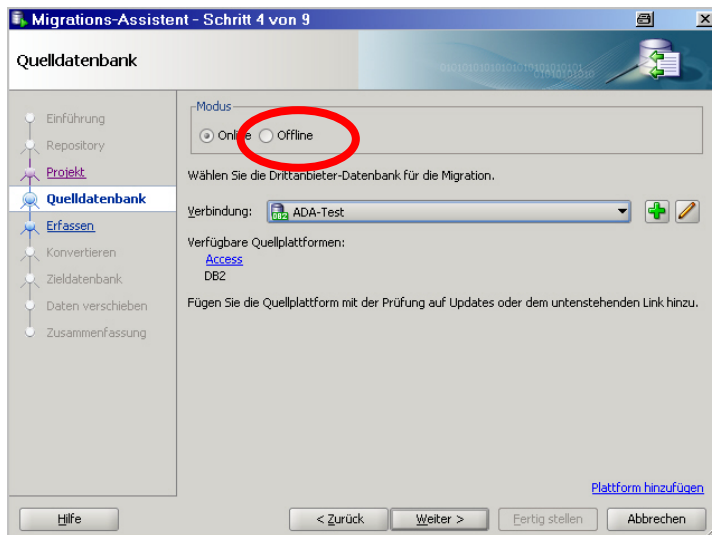 Migrations-Assistent - Schritt 4 von 9
Quelldatenbank
Einführung
Repository
Projekt
Quelldatenbank
Erfassen
Konvertieren
Zieldatenbank
Daten verschieben
Zusammenfassung
Modus
Online Offline
Wählen Sie die Drittanbieter-Datenbank für die Migration.
Verbindung: ADA-Test
Verfügbare Quellplattformen:
Access
DB2
Fügen Sie die Quellplattform mit der Prüfung auf Updates oder dem untenstehenden Link hinzu.
Plattform hinzufügen
Hilfe < Zurück Weiter > Fertig stellen Abbrechen